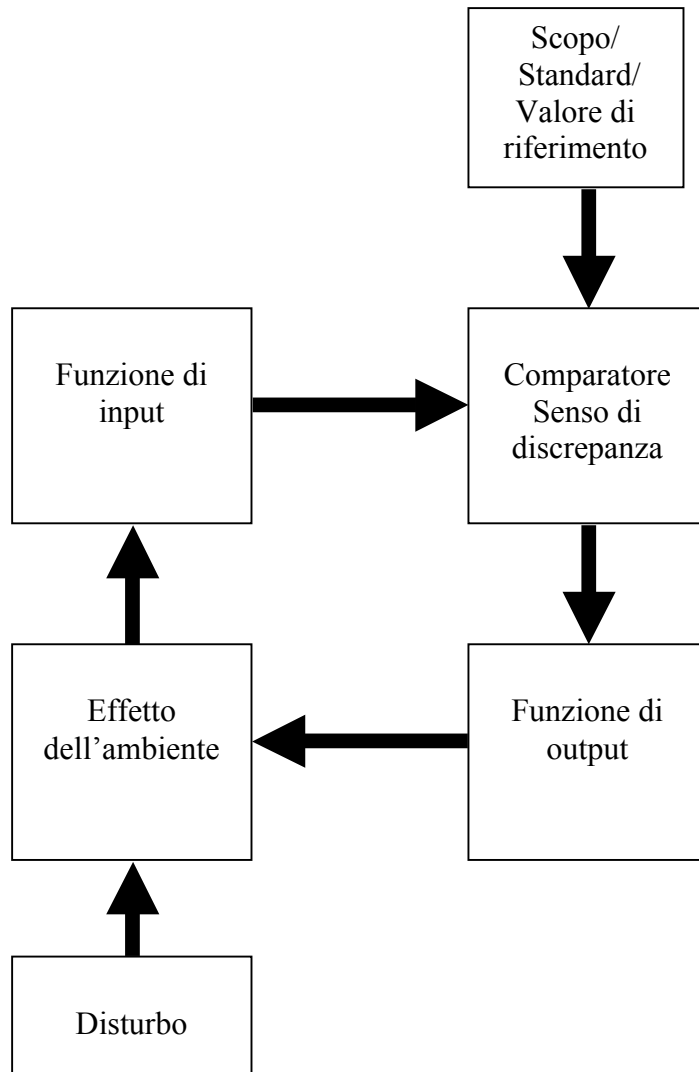 Scopo/
Standard/
Valore di
riferimento
Funzione di
input
Comparatore
Senso di
discrepanza
Effetto
dell’ambiente
Funzione di
output
Disturbo